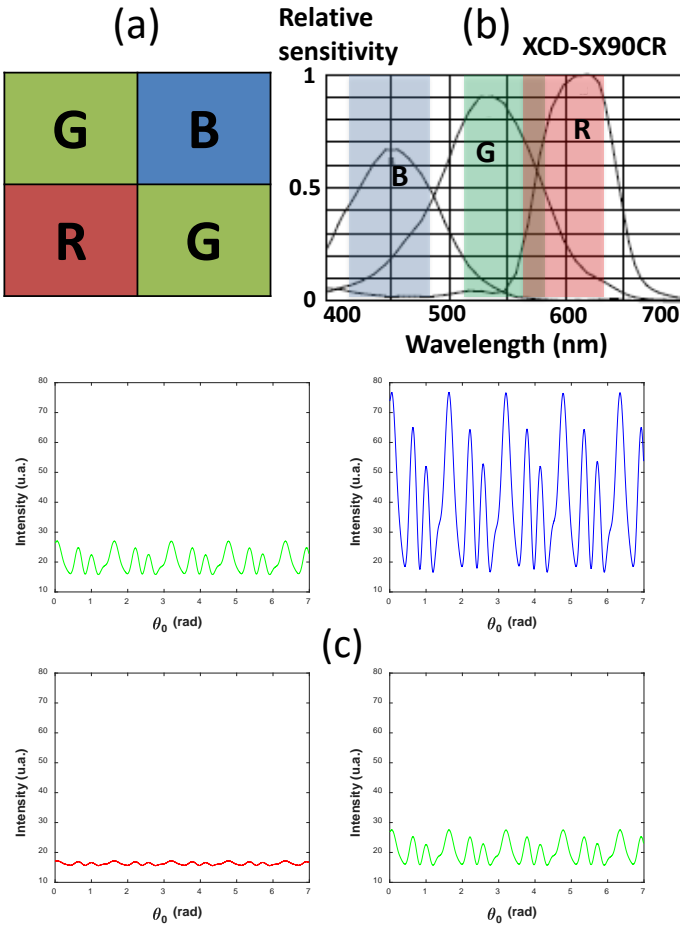 (a)
G B
R G
Relative
sensitivity
(b)
XCD-SX90CR
1
0.5
0
B
G
R
400 500 600 700
Wavelength (nm)
80
70
60
50
40
30
20
10
Intensity (u.a.)
0 1 2 3 4 5 6 7
θ0 (rad)
80
70
60
50
40
30
20
10
Intensity (u.a.)
0 1 2 3 4 5 6 7
θ0 (rad)
(c)
80
70
60
50
40
30
20
10
Intensity (u.a.)
0 1 2 3 4 5 6 7
θ0 (rad)
80
70
60
50
40
30
20
10
Intensity (u.a.)
0 1 2 3 4 5 6 7
θ0 (rad)